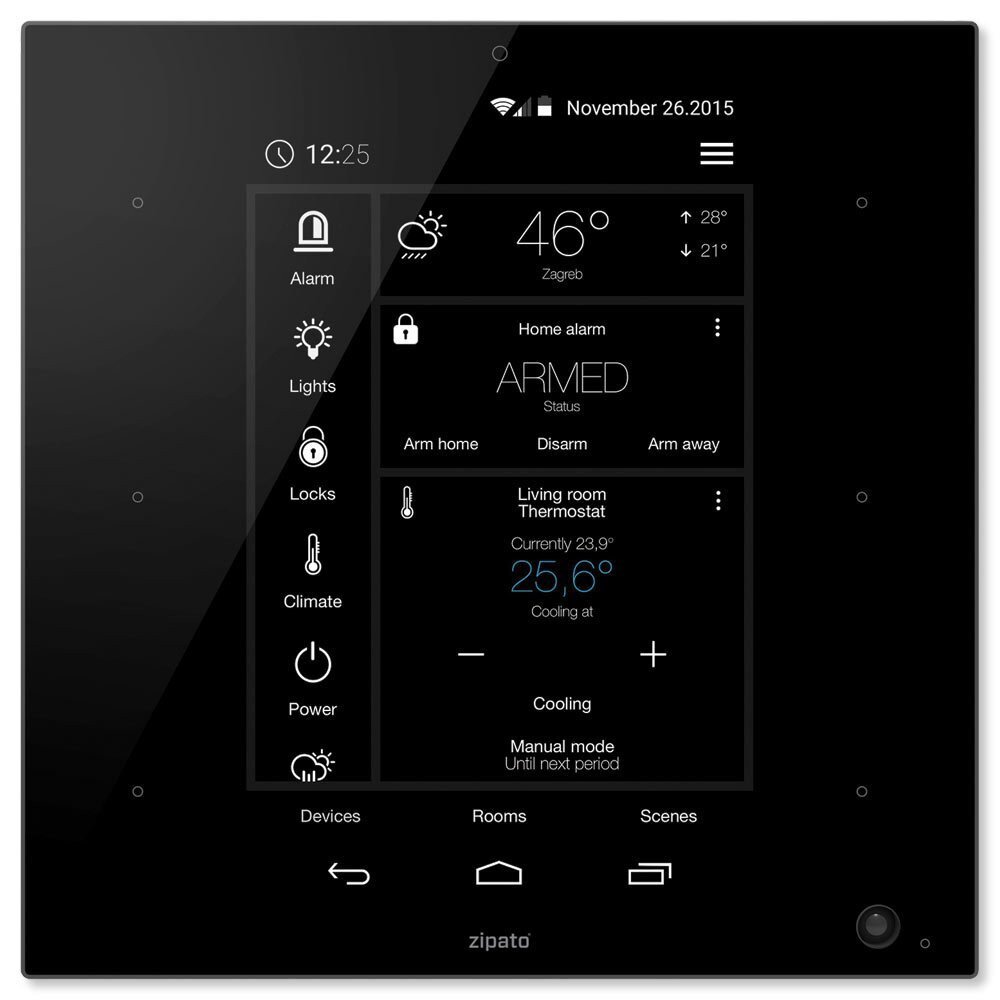 November 26.2015
12:25
Alarm
Lights
Locks
Climate
Power
46°
Zagreb
↑ 28°
↓ 21°
Home alarm
ARMED
Status
Arm home Disarm Arm away
Living room
Thermostat
Currently 23,9°
25,6°
Cooling at
− +
Cooling
Manual mode
Until next period
Devices Rooms Scenes
zipato